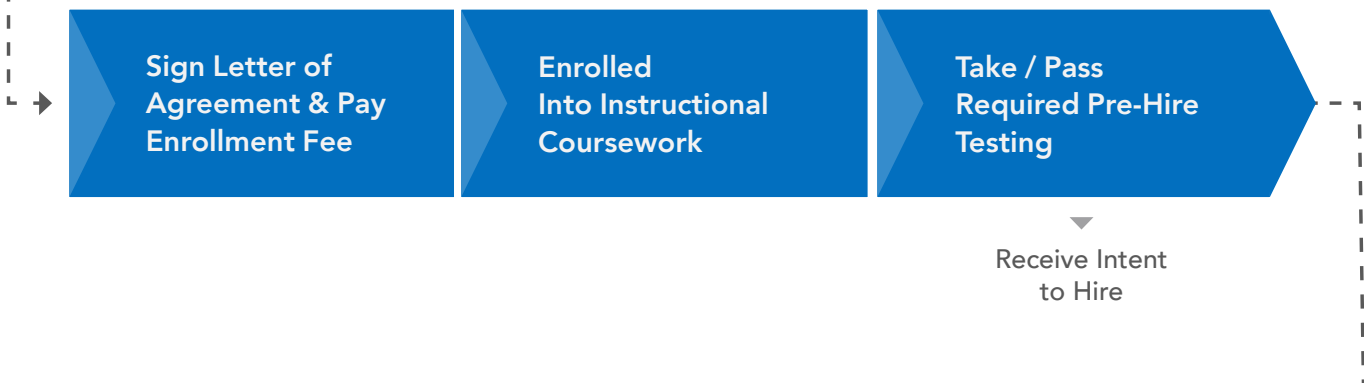 Sign Letter of
Agreement & Pay
Enrollment Fee
Enrolled
Into Instructional
Coursework
Take / Pass
Required Pre-Hire
Testing
Receive Intent
to Hire